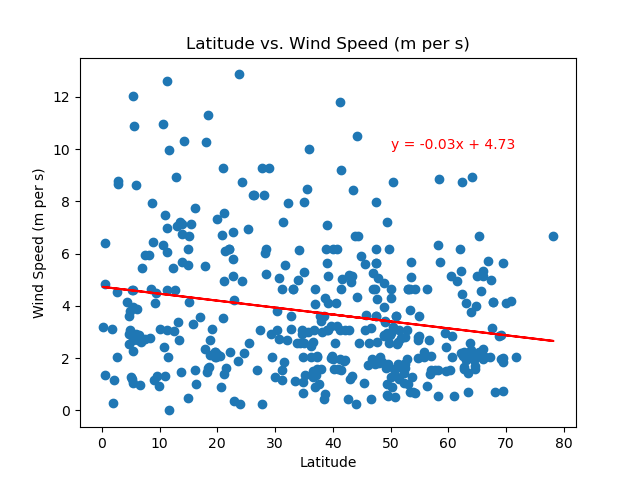 Latitude vs. Wind Speed (m per s)
y = -0.03x + 4.73
Wind Speed (m per s)
12
10
8
6
4
2
0
0 10 20 30 40 50 60 70 80
Latitude